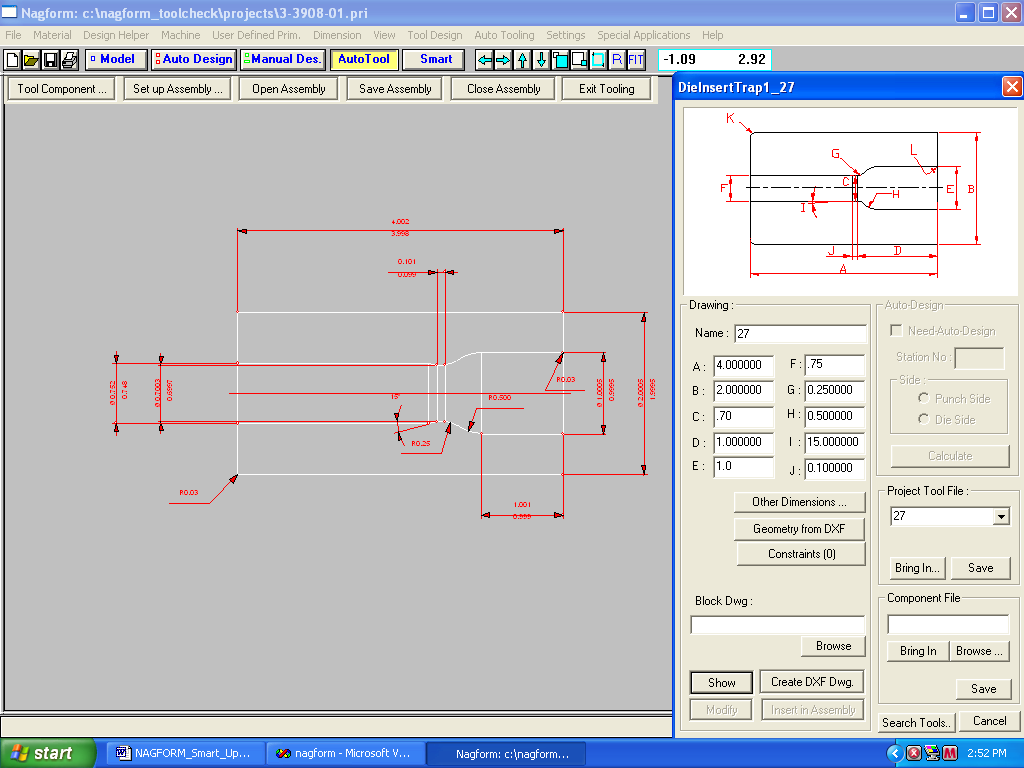 Nagform: c:\nagform_toolcheck\projects\3-3908-01.pri
File Material Design Helper Machine User Defined Prim. Dimension View Tool Design Auto Tooling Settings Special Applications Help
Model Auto Design Manual Des. AutoTool Smart R FIT -1.09 2.92
Tool Component ... Set up Assembly ... Open Assembly Save Assembly Close Assembly Exit Tooling
DieInsertTrap1_27
K
G L
F C E B
I H
J D
A
4.002
3.998
0.101
0.099
Ø 0.752
0.748
Ø 0.7003
0.6997
15°
R0.25
R0.500
R0.03
Ø 1.0005
0.9995
Ø 2.0005
1.9995
R0.03
1.001
0.999
Drawing :
Name : 27
A : 4.000000 F : .75
B : 2.000000 G : 0.250000
C : .70 H : 0.500000
D : 1.000000 I : 15.000000
E : 1.0 J : 0.100000
Other Dimensions ...
Geometry from DXF
Constraints (0)
Block Dwg :
Browse
Show Create DXF Dwg.
Modify Insert in Assembly
Auto-Design
Need-Auto-Design
Station No :
Side :
Punch Side
Die Side
Calculate
Project Tool File :
27
Bring In... Save
Component File
Bring In Browse ...
Save
Search Tools.. Cancel
start NAGFORM_Smart_Up... nagform - Microsoft V... Nagform: c:\nagform... 2:52 PM